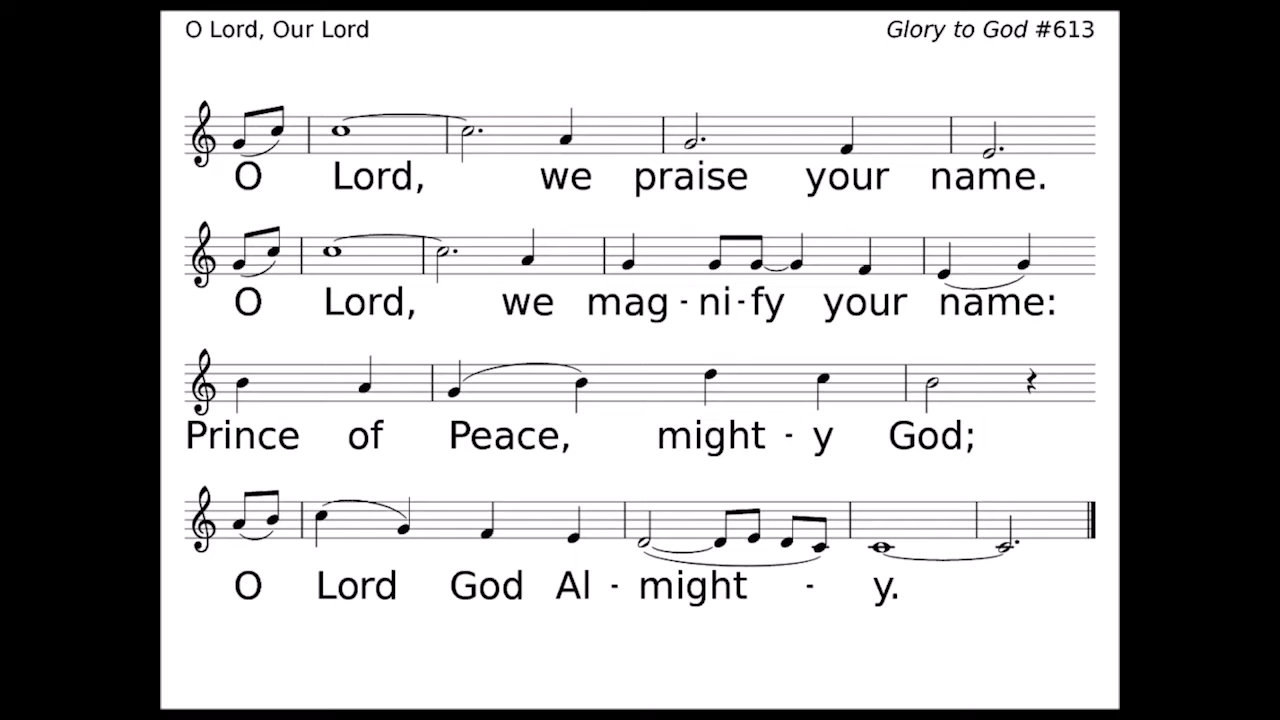 O Lord, Our Lord Glory to God #613
O Lord, we praise your name.
O Lord, we mag - ni - fy your name:
Prince of Peace, might - y God;
O Lord God Al - might - y.